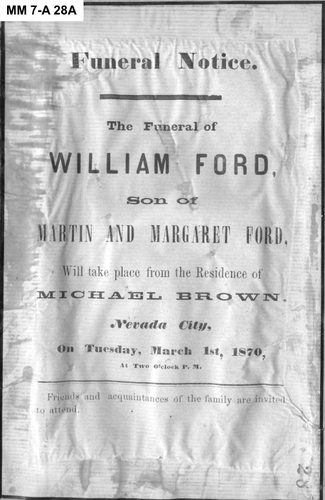 MM 7-A 28A
Funeral Notice.
The Funeral of
WILLIAM FORD,
Son of
MARTIN AND MARGARET FORD,
Will take place from the Residence of
MICHAEL BROWN.
Nevada City,
On Tuesday, March 1st, 1870,
At Two O'clock P. M.
Friends and acquaintances of the family are invited
to attend.
28